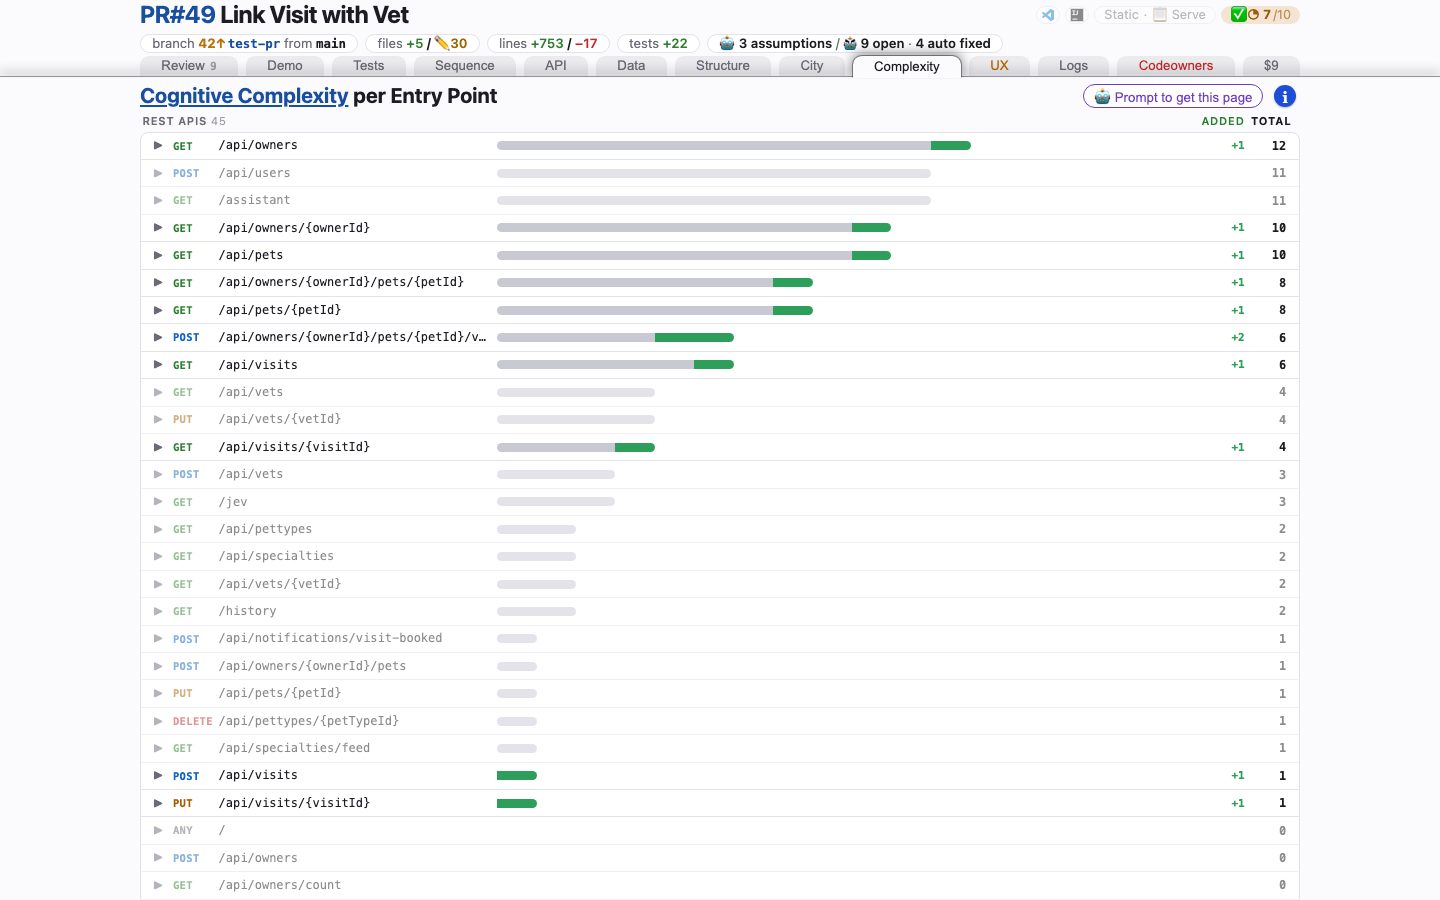 PR#49 Link Visit with Vet
Static · Serve
7/10
branch 42↑ test-pr from main
files +5 / 30
lines +753 / −17
tests +22
3 assumptions / 9 open · 4 auto fixed
Review 9
Demo
Tests
Sequence
API
Data
Structure
City
Complexity
UX
Logs
Codeowners
$9
Cognitive Complexity per Entry Point
Prompt to get this page
i
REST APIS 45
ADDED TOTAL
GET /api/owners +1 12
POST /api/users 11
GET /assistant 11
GET /api/owners/{ownerId} +1 10
GET /api/pets +1 10
GET /api/owners/{ownerId}/pets/{petId} +1 8
GET /api/pets/{petId} +1 8
POST /api/owners/{ownerId}/pets/{petId}/v… +2 6
GET /api/visits +1 6
GET /api/vets 4
PUT /api/vets/{vetId} 4
GET /api/visits/{visitId} +1 4
POST /api/vets 3
GET /jev 3
GET /api/pettypes 2
GET /api/specialties 2
GET /api/vets/{vetId} 2
GET /history 2
POST /api/notifications/visit-booked 1
POST /api/owners/{ownerId}/pets 1
PUT /api/pets/{petId} 1
DELETE /api/pettypes/{petTypeId} 1
GET /api/specialties/feed 1
POST /api/visits +1 1
PUT /api/visits/{visitId} +1 1
ANY / 0
POST /api/owners 0
GET /api/owners/count 0